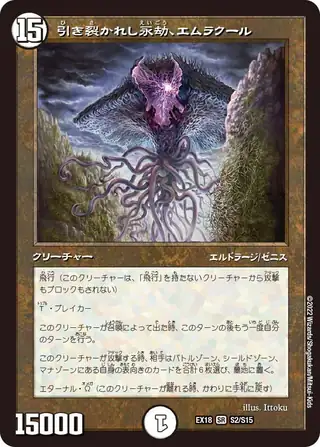 15
引き裂かれし永劫、エムラクール
クリーチャー
エルドラージ/ゼニス
飛行(このクリーチャーは、「飛行」を持たないクリーチャーから攻撃
もブロックもされない)
T・ブレイカー
このクリーチャーが召喚によって出た時、このターンの後もう一度自分
のターンを行う。
このクリーチャーが攻撃する時、相手はバトルゾーン、シールドゾーン、
マナゾーンにある自身の表向きのカードを合計6枚選び、墓地に置く。
エターナル・Ω(このクリーチャーが離れる時、かわりに手札に戻す)
illus. Ittoku
15000
EX18 SR S2/S15
©2022 Wizards/Shogakukan/Mitsui-Kids